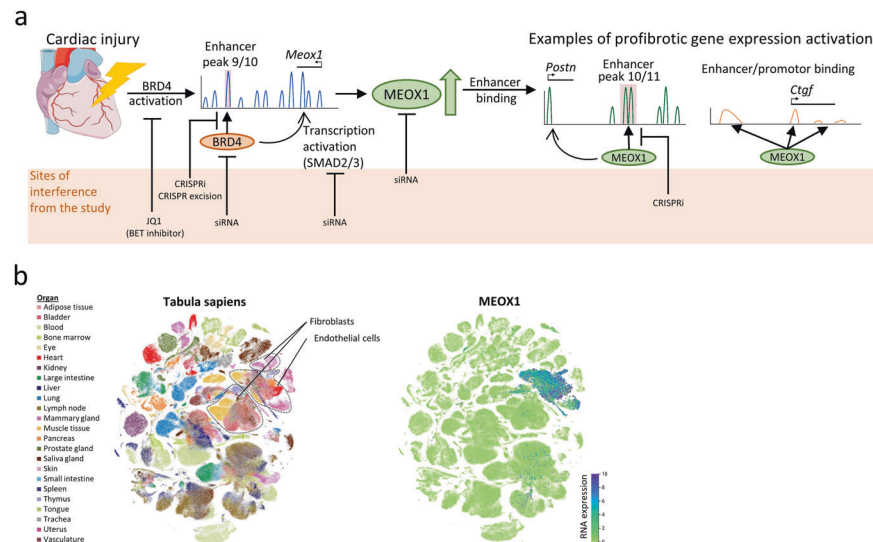 a
Cardiac injury
BRD4
activation
Enhancer
peak 9/10
Meox1
BRD4
Transcription
activation
(SMAD2/3)
MEOX1
Enhancer
binding
Examples of profibrotic gene expression activation
Postn
Enhancer
peak 10/11
MEOX1
Enhancer/promotor binding
Ctgf
MEOX1
Sites of
interference
from the study
JQ1
(BET inhibitor)
CRISPRi
CRISPR excision
siRNA
siRNA
siRNA
CRISPRi
b
Organ
Adipose tissue
Bladder
Blood
Bone marrow
Eye
Heart
Kidney
Large intestine
Liver
Lung
Lymph node
Mammary gland
Muscle tissue
Pancreas
Prostate gland
Saliva gland
Skin
Small intestine
Spleen
Thymus
Tongue
Trachea
Uterus
Vasculature
Tabula sapiens
Fibroblasts
Endothelial cells
MEOX1
RNA expression
10
8
6
4
2
0